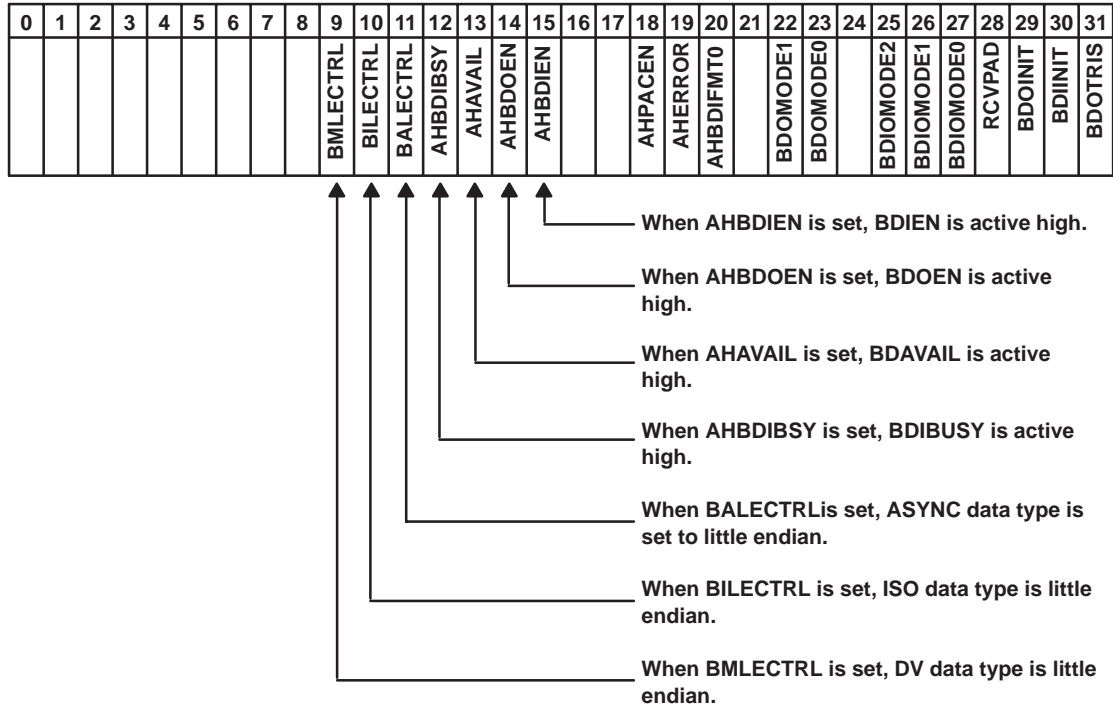 0 1 2 3 4 5 6 7 8 9 10 11 12 13 14 15 16 17 18 19 20 21 22 23 24 25 26 27 28 29 30 31
BMLECTRL
BILECTRL
BALECTRL
AHBDIBSY
AHAVAIL
AHBDOEN
AHBDIEN
AHPACEN
AHERROR
AHBDIFMT0
BDOMODE1
BDOMODE0
BDIOMODE2
BDIOMODE1
BDIOMODE0
RCVPAD
BDOINIT
BDIINIT
BDOTRIS
When AHBDIEN is set, BDIEN is active high.
When AHBDOEN is set, BDOEN is active
high.
When AHAVAIL is set, BDAVAIL is active
high.
When AHBDIBSY is set, BDIBUSY is active
high.
When BALECTRLis set, ASYNC data type is
set to little endian.
When BILECTRL is set, ISO data type is little
endian.
When BMLECTRL is set, DV data type is little
endian.